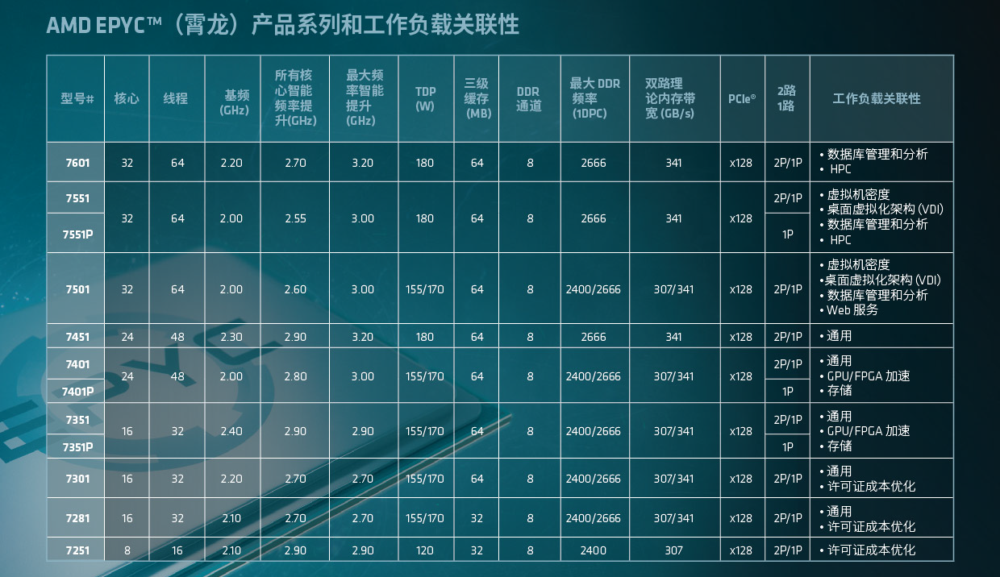 AMD EPYC™（霄龙）产品系列和工作负载关联性
型号#
核心
线程
基频
(GHz)
所有核
心智能
频率提
升(GHz)
最大频
率智能
提升
(GHz)
TDP
(W)
三级
缓存
(MB)
DDR
通道
最大 DDR
频率
(1DPC)
双路理
论内存带
宽 (GB/s)
PCIe®
2路
1路
工作负载关联性
7601 32 64 2.20 2.70 3.20 180 64 8 2666 341 x128 2P/1P
• 数据库管理和分析
• HPC
7551
7551P
32 64 2.00 2.55 3.00 180 64 8 2666 341 x128
2P/1P
1P
• 虚拟机密度
• 桌面虚拟化架构 (VDI)
• 数据库管理和分析
• HPC
7501 32 64 2.00 2.60 3.00 155/170 64 8 2400/2666 307/341 x128 2P/1P
• 虚拟机密度
•桌面虚拟化架构 (VDI)
• 数据库管理和分析
• Web 服务
7451 24 48 2.30 2.90 3.20 180 64 8 2666 341 x128 2P/1P • 通用
7401
7401P
24 48 2.00 2.80 3.00 155/170 64 8 2400/2666 307/341 x128
2P/1P
1P
• 通用
• GPU/FPGA 加速
• 存储
7351
7351P
16 32 2.40 2.90 2.90 155/170 64 8 2400/2666 307/341 x128
2P/1P
1P
• 通用
• GPU/FPGA 加速
• 存储
7301 16 32 2.20 2.70 2.70 155/170 64 8 2400/2666 307/341 x128 2P/1P
• 通用
• 许可证成本优化
7281 16 32 2.10 2.70 2.70 155/170 32 8 2400/2666 307/341 x128 2P/1P
• 通用
• 许可证成本优化
7251 8 16 2.10 2.90 2.90 120 32 8 2400 307 x128 2P/1P • 许可证成本优化
EPYC